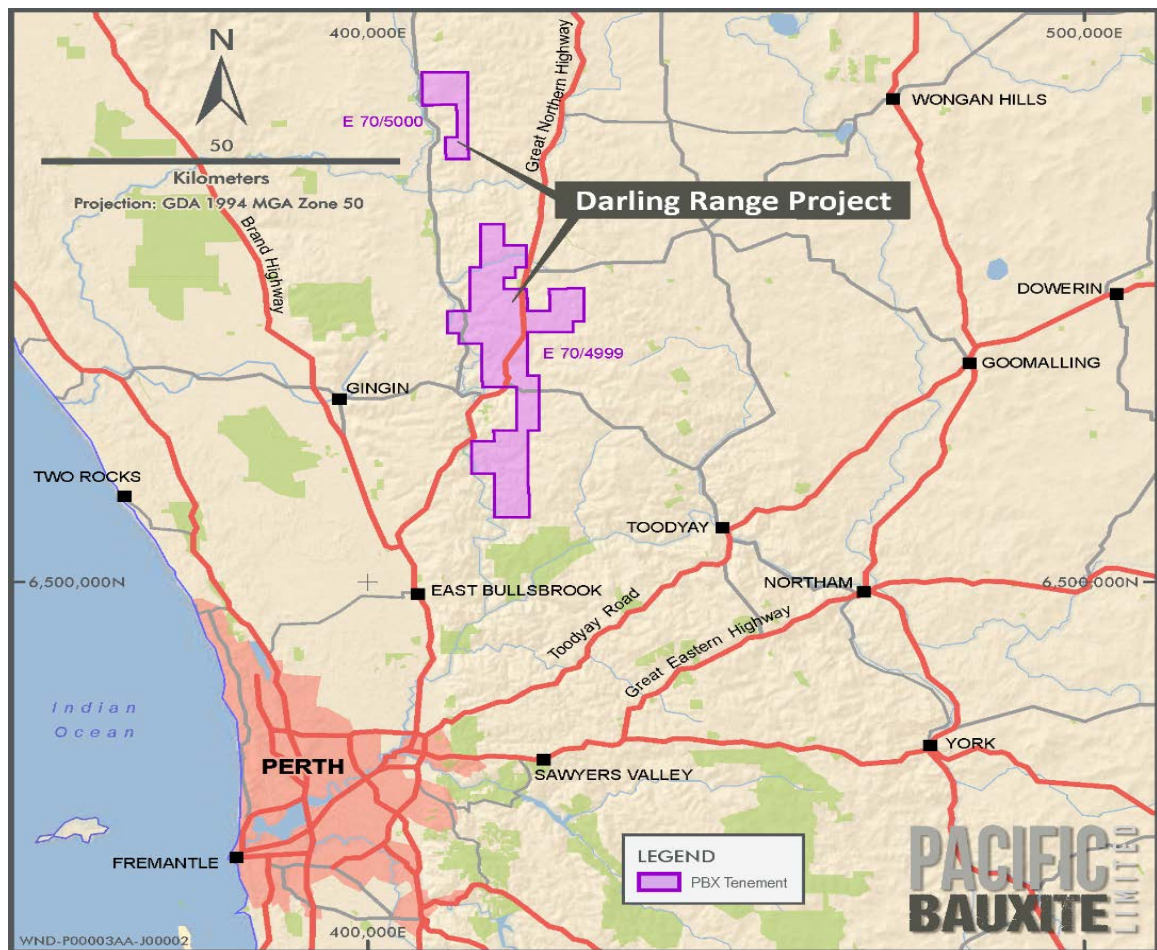 400,000E
500,000E
N
WONGAN HILLS
E 70/5000
Great Northern Highway
50
Kilometers
Projection: GDA 1994 MGA Zone 50
Darling Range Project
Brand Highway
DOWERIN
E 70/4999
GOOMALLING
GINGIN
TWO ROCKS
TOODYAY
6,500,000N
6,500,000N
NORTHAM
EAST BULLSBROOK
Toodyay Road
Great Eastern Highway
Indian
Ocean
YORK
PERTH
SAWYERS VALLEY
LEGEND
PBX Tenement
FREMANTLE
PACIFIC
BAUXITE
LIMITED
WND-P00003AA-J00002
400,000E